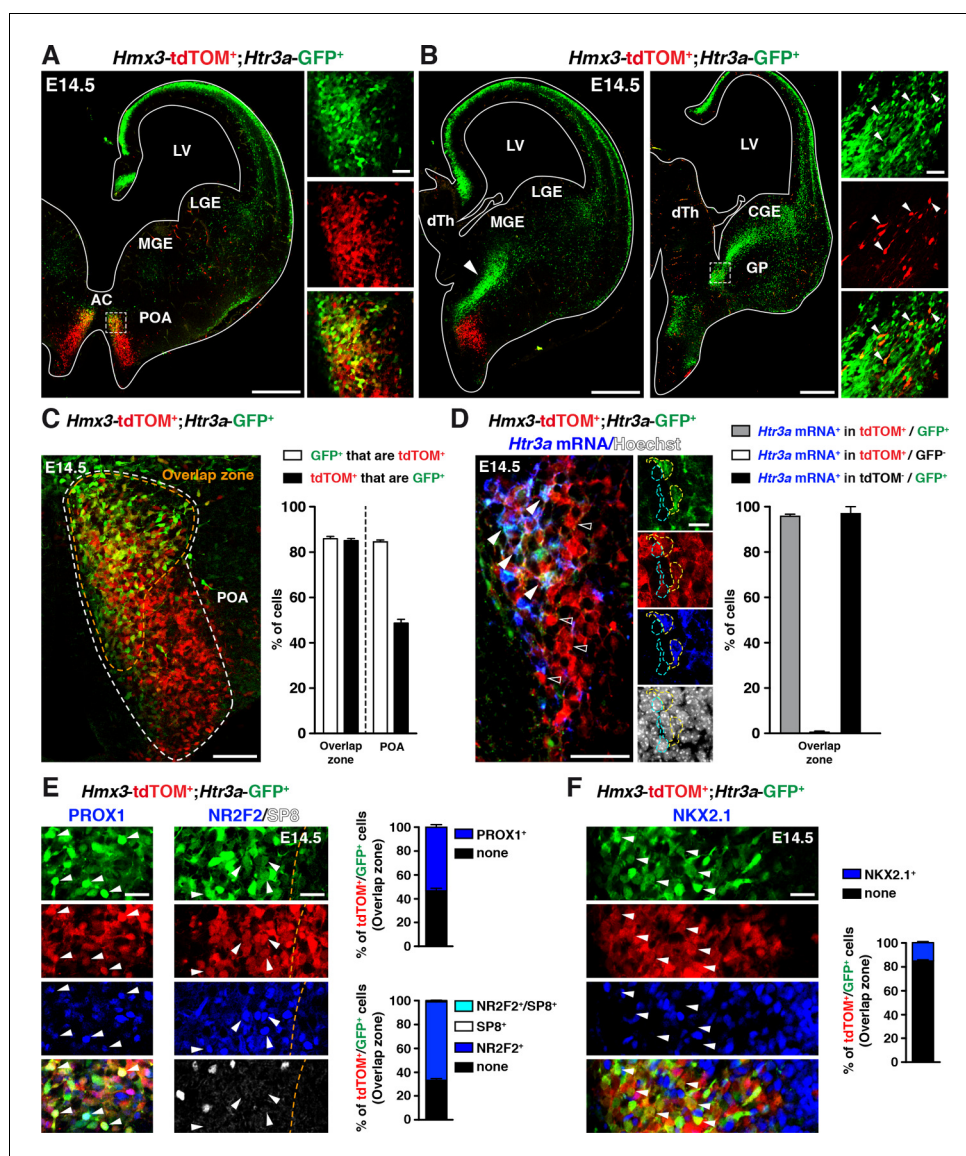 A
Hmx3-tdTOM⁺;Htr3a-GFP⁺
E14.5
LV
LGE
MGE
AC
POA
B
Hmx3-tdTOM⁺;Htr3a-GFP⁺
E14.5
LV
dTh
MGE
LV
dTh
CGE
GP
C
Hmx3-tdTOM⁺;Htr3a-GFP⁺
E14.5
Overlap zone
POA
GFP⁺ that are tdTOM⁺
tdTOM⁺ that are GFP⁺
% of cells
100
80
60
40
20
0
Overlap zone
POA
D
Hmx3-tdTOM⁺;Htr3a-GFP⁺
Htr3a mRNA/Hoechst
E14.5
Htr3a mRNA⁺ in tdTOM⁺ / GFP⁺
Htr3a mRNA⁺ in tdTOM⁺ / GFP⁻
Htr3a mRNA⁺ in tdTOM⁻ / GFP⁺
% of cells
100
80
60
40
20
0
Overlap zone
E
Hmx3-tdTOM⁺;Htr3a-GFP⁺
PROX1
NR2F2/SP8
E14.5
% of tdTOM⁺/GFP⁺ cells
(Overlap zone)
100
80
60
40
20
0
PROX1⁺
none
% of tdTOM⁺/GFP⁺ cells
(Overlap zone)
100
80
60
40
20
0
NR2F2⁺/SP8⁺
SP8⁺
NR2F2⁺
none
F
Hmx3-tdTOM⁺;Htr3a-GFP⁺
NKX2.1
E14.5
NKX2.1⁺
none
% of tdTOM⁺/GFP⁺ cells
(Overlap zone)
100
80
60
40
20
0